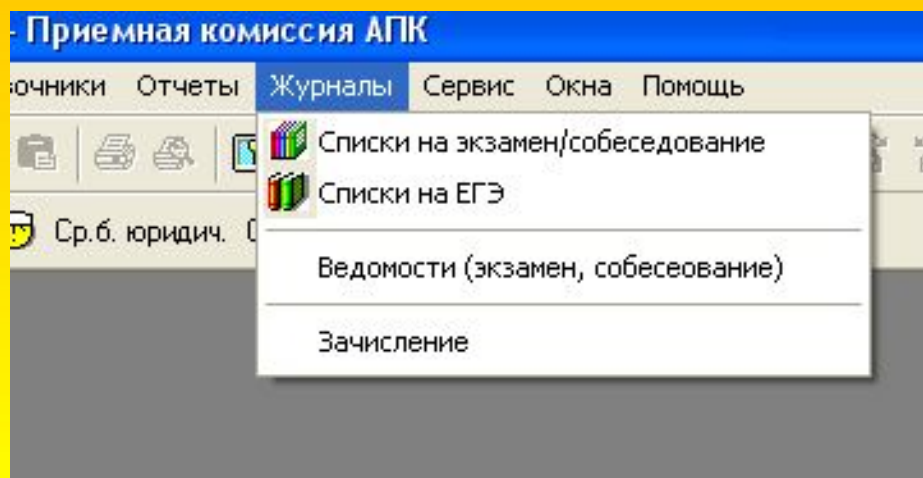 - Приемная комиссия АПК
вочники Отчеты Журналы Сервис Окна Помощь
Списки на экзамен/собеседование
Списки на ЕГЭ
Ср.б. юридич.
Ведомости (экзамен, собесеование)
Зачисление